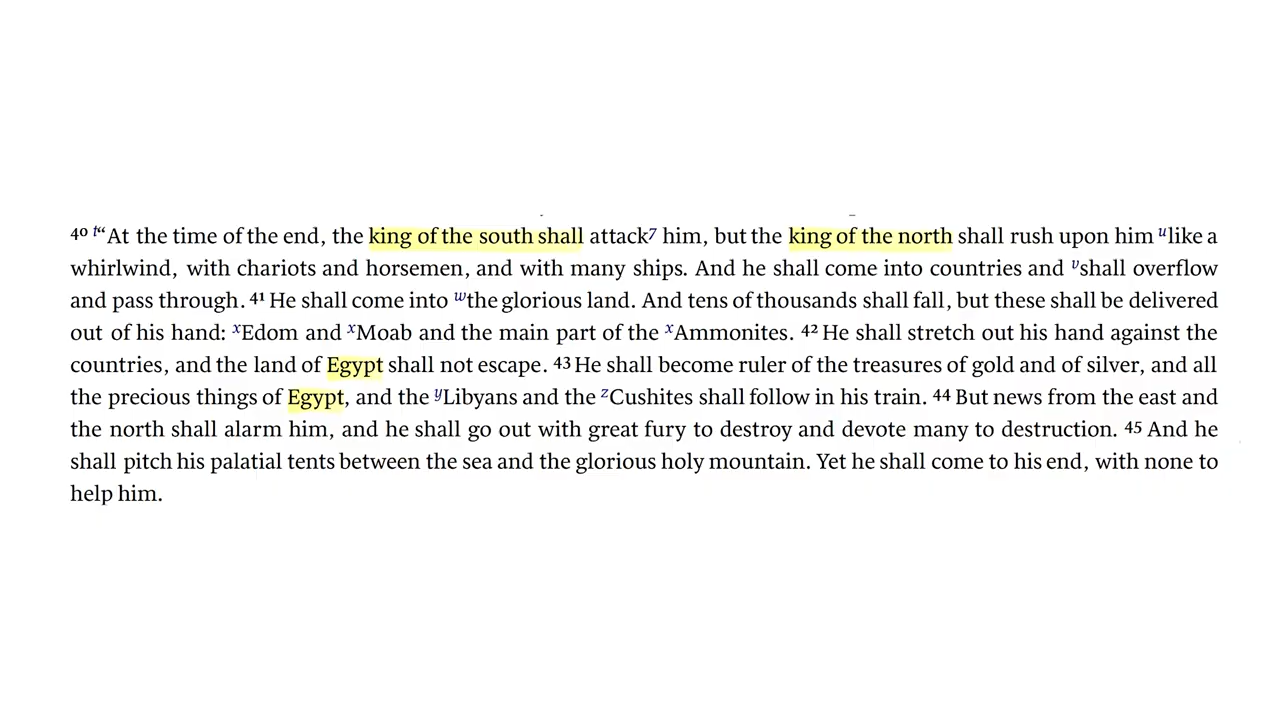 40 t“At the time of the end, the king of the south shall attack7 him, but the king of the north shall rush upon him ulike a
whirlwind, with chariots and horsemen, and with many ships. And he shall come into countries and vshall overflow
and pass through. 41 He shall come into wthe glorious land. And tens of thousands shall fall, but these shall be delivered
out of his hand: xEdom and xMoab and the main part of the xAmmonites. 42 He shall stretch out his hand against the
countries, and the land of Egypt shall not escape. 43 He shall become ruler of the treasures of gold and of silver, and all
the precious things of Egypt, and the yLibyans and the zCushites shall follow in his train. 44 But news from the east and
the north shall alarm him, and he shall go out with great fury to destroy and devote many to destruction. 45 And he
shall pitch his palatial tents between the sea and the glorious holy mountain. Yet he shall come to his end, with none to
help him.